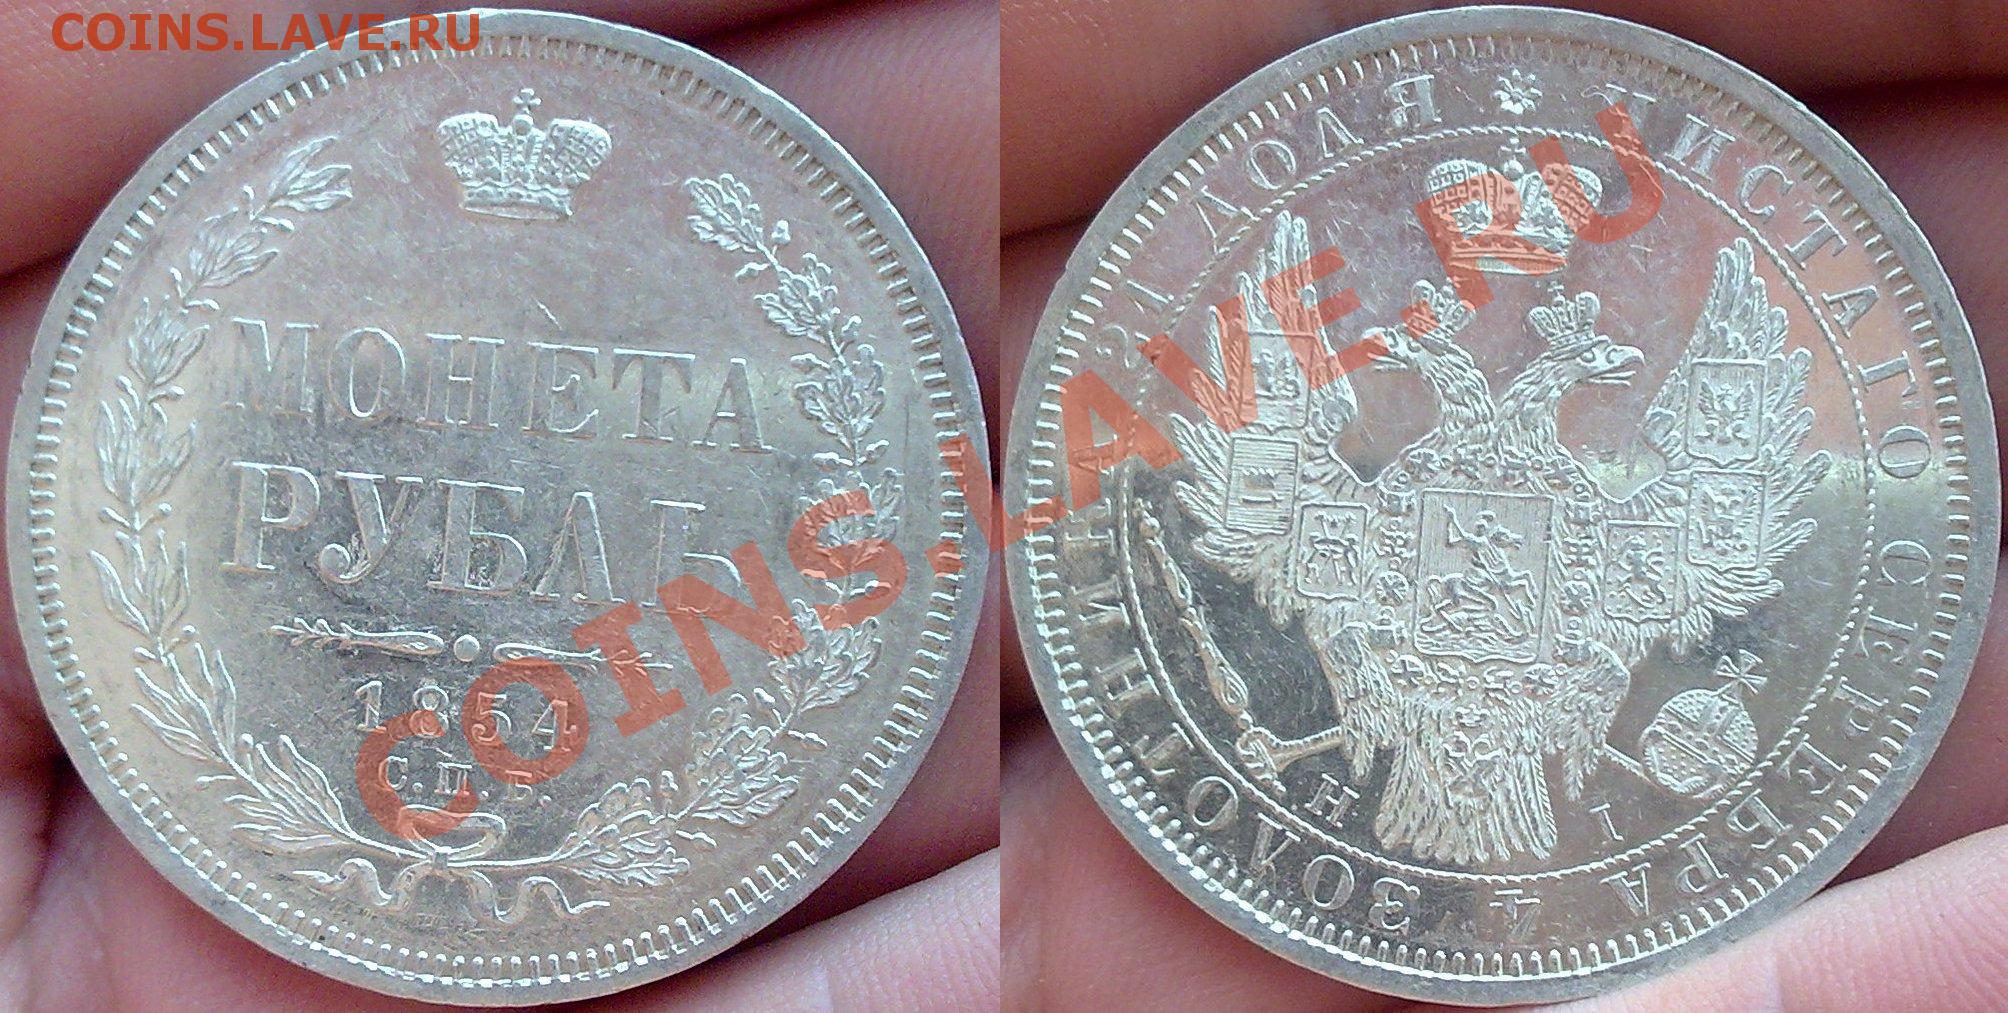 COINS.LAVE.RU
МОНЕТА
РУБЛЬ
1854
С.П.Б.
ЧИСТАГО СЕРЕБРА 4 ЗОЛОТНИКА 21 ДОЛЯ
Н I
COINS.LAVE.RU